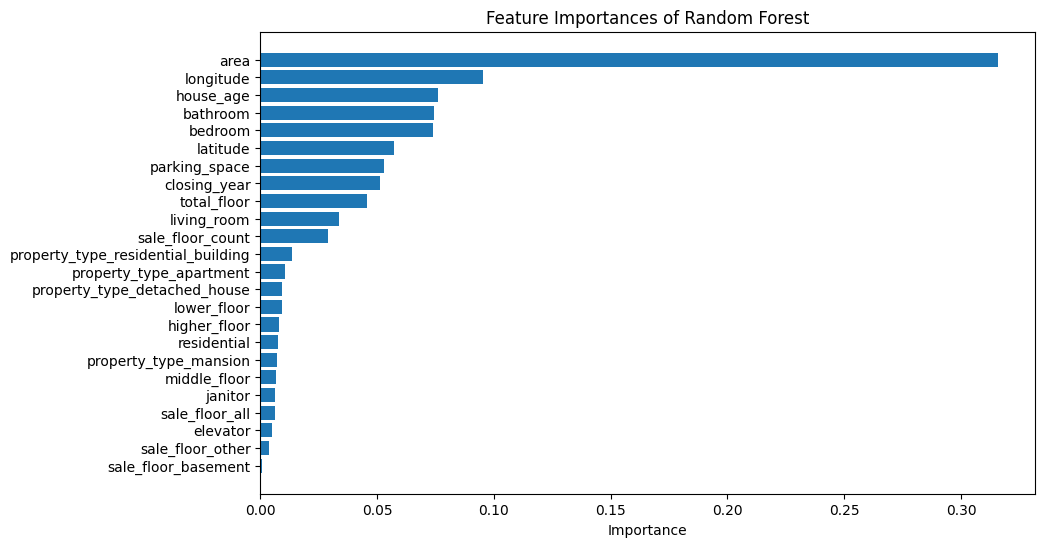 Feature Importances of Random Forest
area
longitude
house_age
bathroom
bedroom
latitude
parking_space
closing_year
total_floor
living_room
sale_floor_count
property_type_residential_building
property_type_apartment
property_type_detached_house
lower_floor
higher_floor
residential
property_type_mansion
middle_floor
janitor
sale_floor_all
elevator
sale_floor_other
sale_floor_basement
0.00 0.05 0.10 0.15 0.20 0.25 0.30
Importance